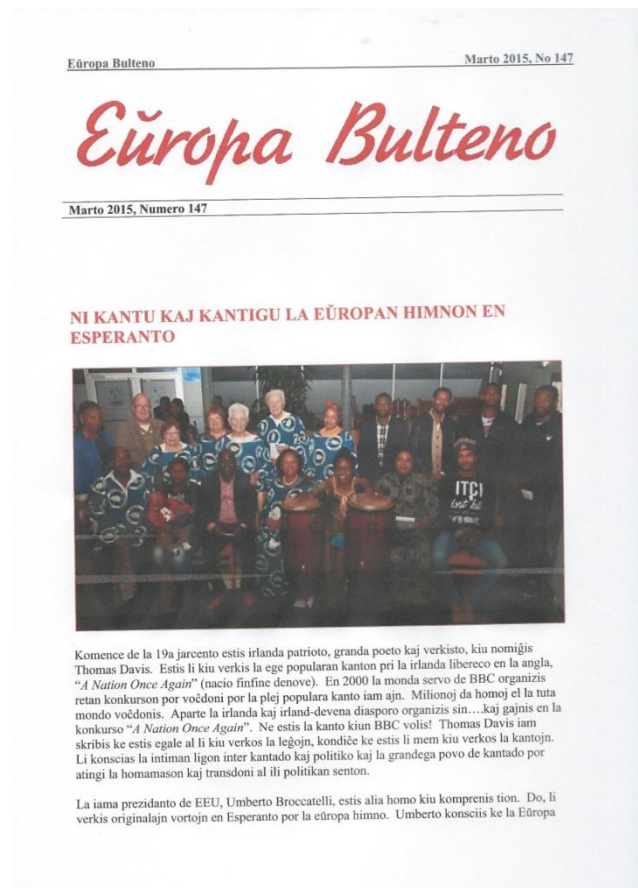 Eŭropa Bulteno
Marto 2015, No 147
Eŭropa Bulteno
Marto 2015, Numero 147
NI KANTU KAJ KANTIGU LA EŬROPAN HIMNON EN
ESPERANTO
ITCI
isnt
Komence de la 19a jarcento estis irlanda patrioto, granda poeto kaj verkisto, kiu nomiĝis
Thomas Davis. Estis li kiu verkis la ege popularan kanton pri la irlanda libereco en la angla,
“A Nation Once Again” (nacio finfine denove). En 2000 la monda servo de BBC organizis
retan konkurson por voĉdoni por la plej populara kanto iam ajn. Milionoj da homoj el la tuta
mondo voĉdonis. Aparte la irlanda kaj irland-devena diasporo organizis sin….kaj gajnis en la
konkurso “A Nation Once Again”. Ne estis la kanto kiun BBC volis! Thomas Davis iam
skribis ke estis egale al li kiu verkos la leĝojn, kondiĉe ke estis li mem kiu verkos la kantojn.
Li konscias la intiman ligon inter kantado kaj politiko kaj la grandega povo de kantado por
atingi la homamason kaj transdoni al ili politikan senton.
La iama prezidanto de EEU, Umberto Broccatelli, estis alia homo kiu komprenis tion. Do, li
verkis originalajn vortojn en Esperanto por la eŭropa himno. Umberto konsciis ke la Eŭropa